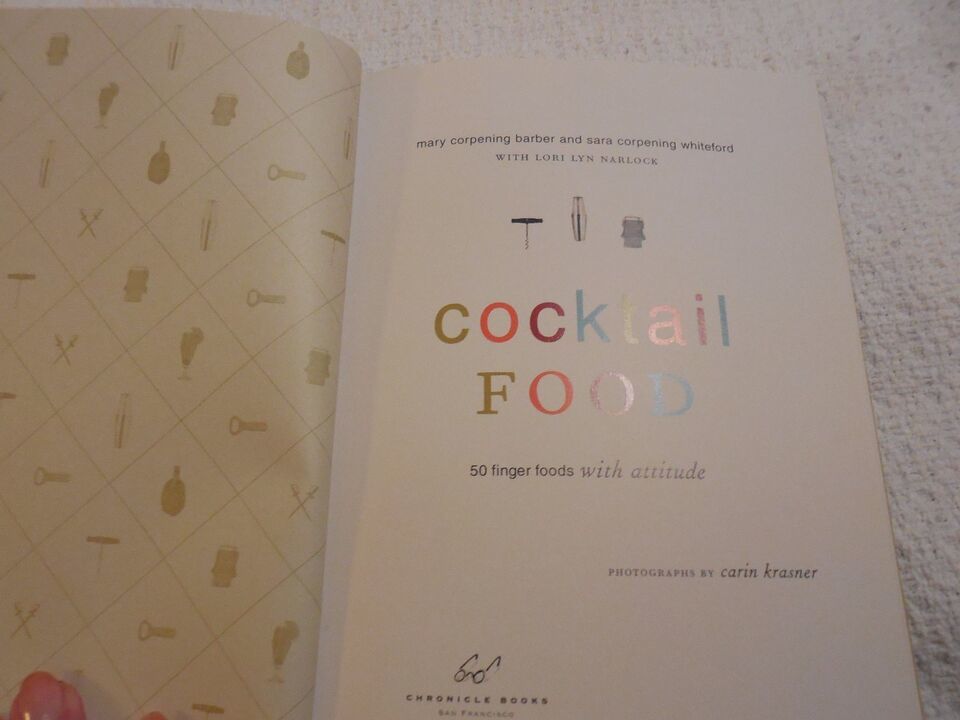 mary corpening barber and sara corpening whiteford
WITH LORI LYN NARLOCK
cocktail
FOOD
50 finger foods with attitude
PHOTOGRAPHS BY carin krasner
CHRONICLE BOOKS
SAN FRANCISCO